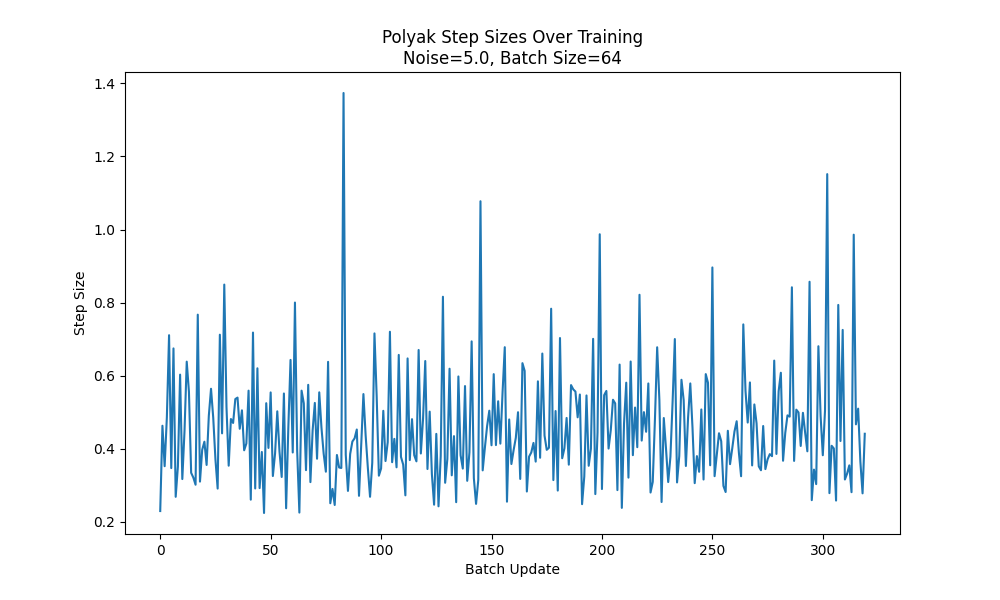 Polyak Step Sizes Over Training
Noise=5.0, Batch Size=64
1.4
1.2
1.0
0.8
0.6
0.4
0.2
Step Size
0 50 100 150 200 250 300
Batch Update